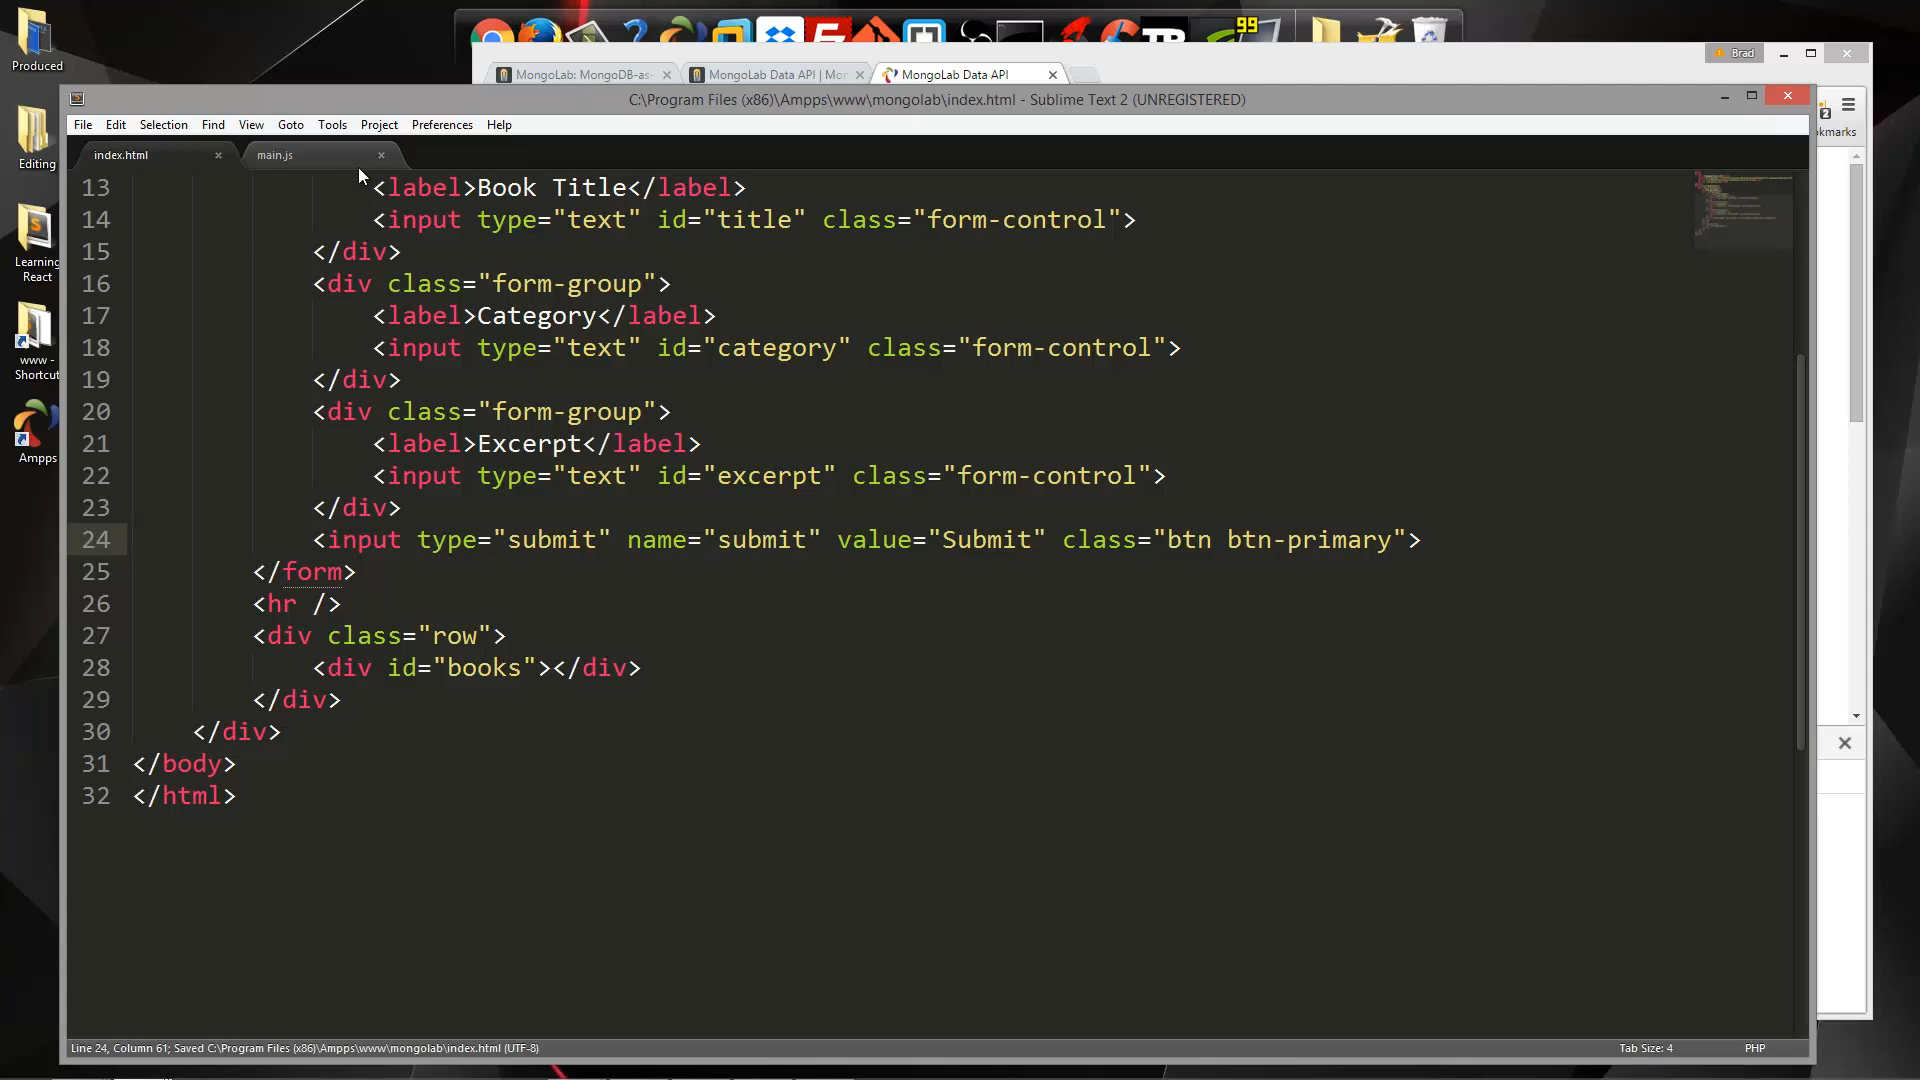 Produced
Editing
Learning
React
www -
Shortcut
Ampps
99
Brad
MongoLab: MongoDB-as-
MongoLab Data API | Mor
MongoLab Data API
2
kmarks
C:\Program Files (x86)\Ampps\www\mongolab\index.html - Sublime Text 2 (UNREGISTERED)
File Edit Selection Find View Goto Tools Project Preferences Help
index.html
main.js
13 <label>Book Title</label>
14 <input type="text" id="title" class="form-control">
15 </div>
16 <div class="form-group">
17 <label>Category</label>
18 <input type="text" id="category" class="form-control">
19 </div>
20 <div class="form-group">
21 <label>Excerpt</label>
22 <input type="text" id="excerpt" class="form-control">
23 </div>
24 <input type="submit" name="submit" value="Submit" class="btn btn-primary">
25 </form>
26 <hr />
27 <div class="row">
28 <div id="books"></div>
29 </div>
30 </div>
31 </body>
32 </html>
Line 24, Column 61; Saved C:\Program Files (x86)\Ampps\www\mongolab\index.html (UTF-8)
Tab Size: 4
PHP